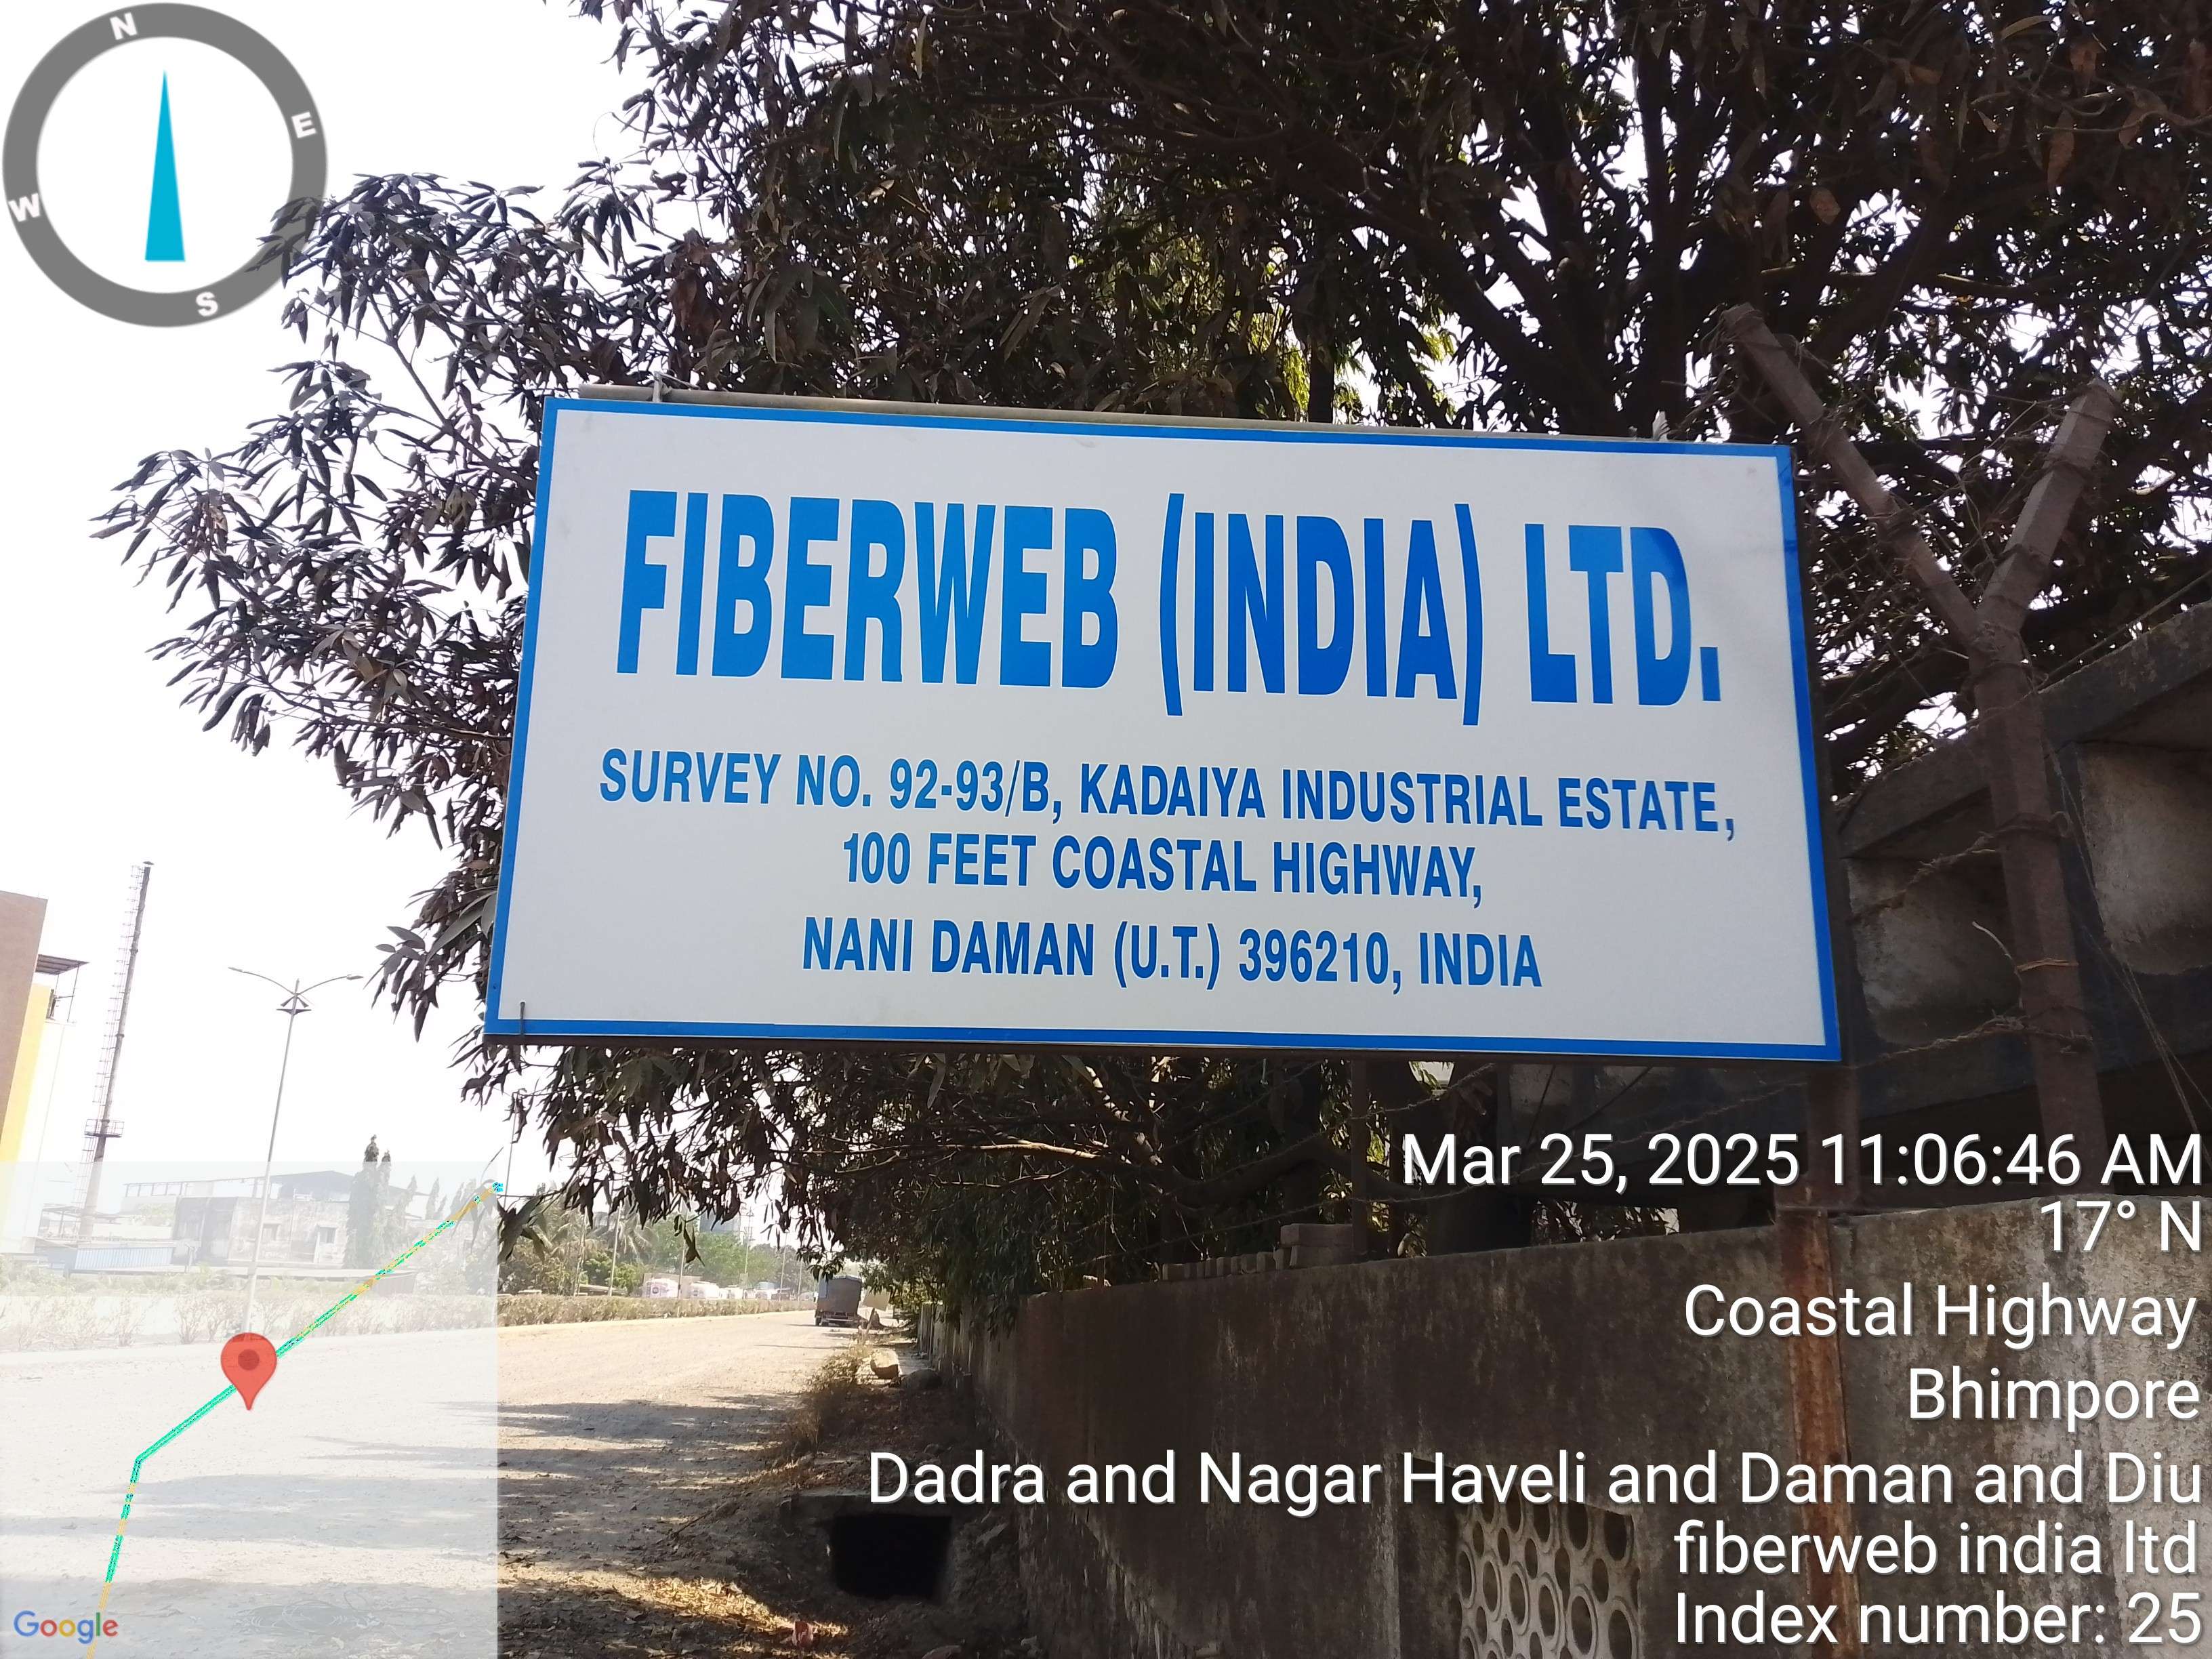 N
E
W
S
FIBERWEB (INDIA) LTD.
SURVEY NO. 92-93/B, KADAIYA INDUSTRIAL ESTATE,
100 FEET COASTAL HIGHWAY,
NANI DAMAN (U.T.) 396210, INDIA
Mar 25, 2025 11:06:46 AM
17° N
Coastal Highway
Bhimpore
Dadra and Nagar Haveli and Daman and Diu
fiberweb india ltd
Index number: 25
Google